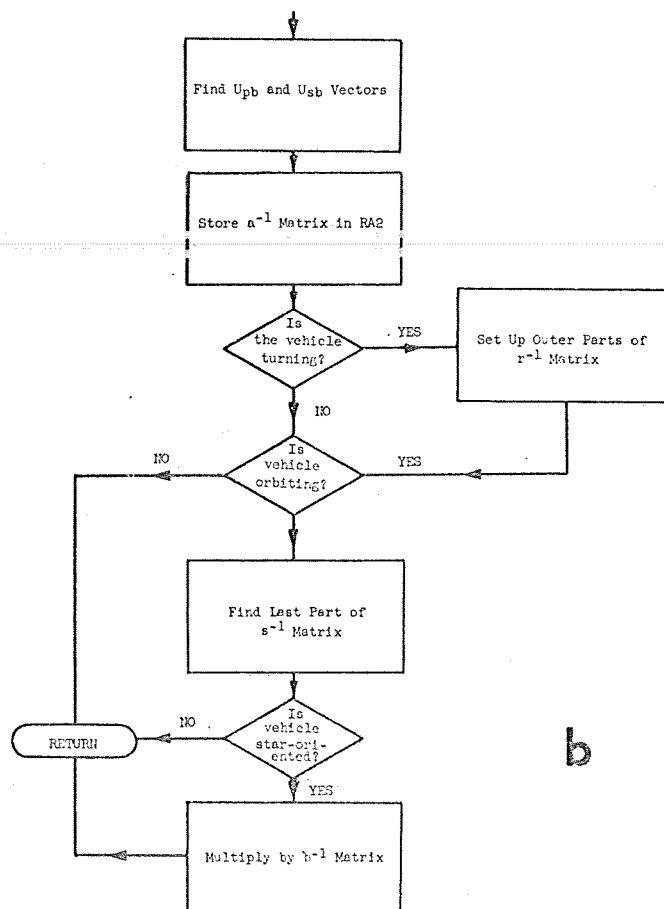 Find Upb and Usb Vectors
Store a-1 Matrix in RA2
Is
the vehicle
turning?
YES
Set Up Outer Parts of
r-1 Matrix
NO
Is
vehicle
orbiting?
NO
YES
Find Last Part of
s-1 Matrix
Is
vehicle
star-ori-
ented?
NO
RETURN
YES
Multiply by b-1 Matrix
b